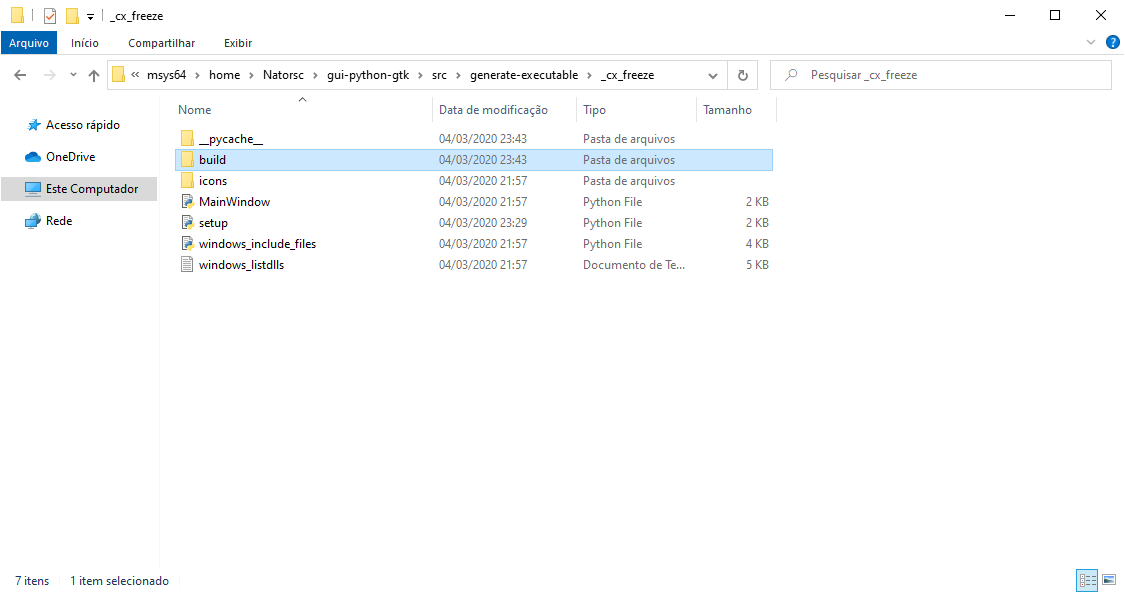 _cx_freeze
Arquivo Início Compartilhar Exibir
« msys64 › home › Natorsc › gui-python-gtk › src › generate-executable › _cx_freeze Pesquisar _cx_freeze
Acesso rápido
OneDrive
Este Computador
Rede
Nome Data de modificação Tipo Tamanho
__pycache__ 04/03/2020 23:43 Pasta de arquivos
build 04/03/2020 23:43 Pasta de arquivos
icons 04/03/2020 21:57 Pasta de arquivos
MainWindow 04/03/2020 21:57 Python File 2 KB
setup 04/03/2020 23:29 Python File 2 KB
windows_include_files 04/03/2020 21:57 Python File 4 KB
windows_listdlls 04/03/2020 21:57 Documento de Te... 5 KB
7 itens 1 item selecionado